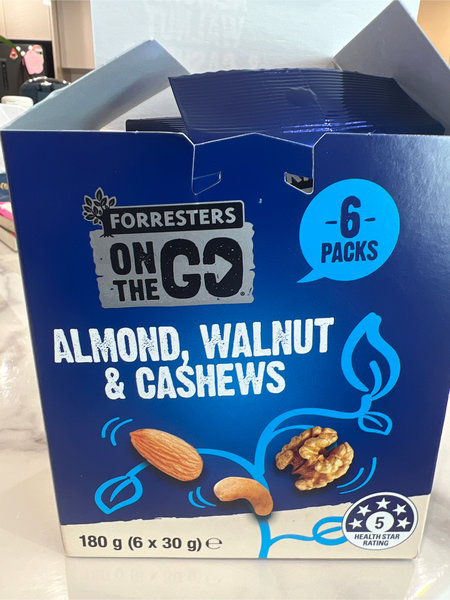 FORRESTERS
ON THE GO
-6-
PACKS
ALMOND, WALNUT
& CASHEWS
180 g (6 x 30 g) ℮
5
HEALTH STAR
RATING